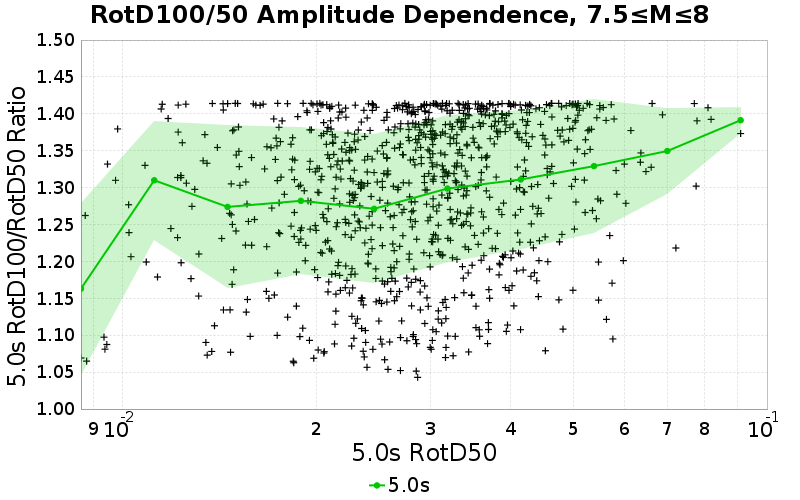 RotD100/50 Amplitude Dependence, 7.5≤M≤8
5.0s RotD100/RotD50 Ratio
1.50
1.45
1.40
1.35
1.30
1.25
1.20
1.15
1.10
1.05
1.00
9 10-2 2 3 4 5 6 7 8 10-1
5.0s RotD50
5.0s